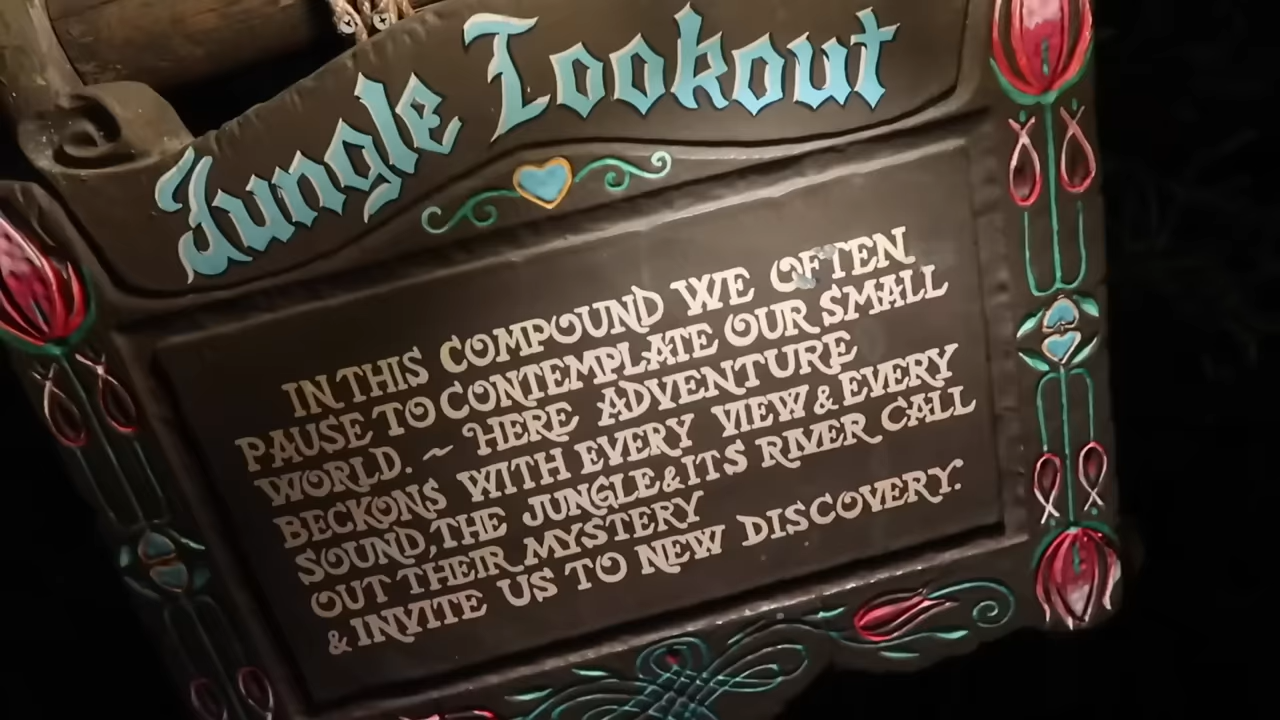 Jungle Lookout
IN THIS COMPOUND WE OFTEN
PAUSE TO CONTEMPLATE OUR SMALL
WORLD. ~ HERE ADVENTURE
BECKONS WITH EVERY VIEW & EVERY
SOUND, THE JUNGLE & ITS RIVER CALL
OUT THEIR MYSTERY
& INVITE US TO NEW DISCOVERY.